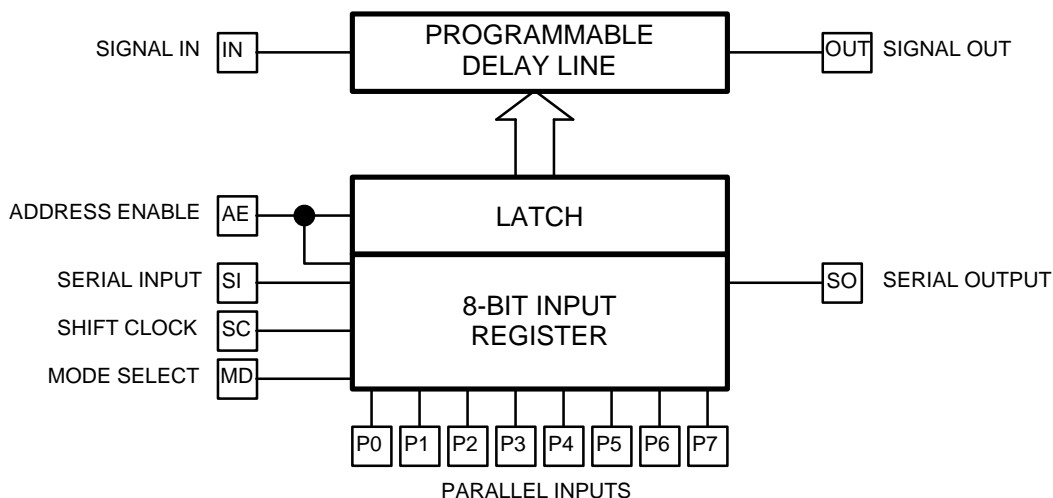 SIGNAL IN IN PROGRAMMABLE DELAY LINE OUT SIGNAL OUT
ADDRESS ENABLE AE LATCH
SERIAL INPUT SI SO SERIAL OUTPUT
8-BIT INPUT
REGISTER
SHIFT CLOCK SC
MODE SELECT MD
P0 P1 P2 P3 P4 P5 P6 P7
PARALLEL INPUTS